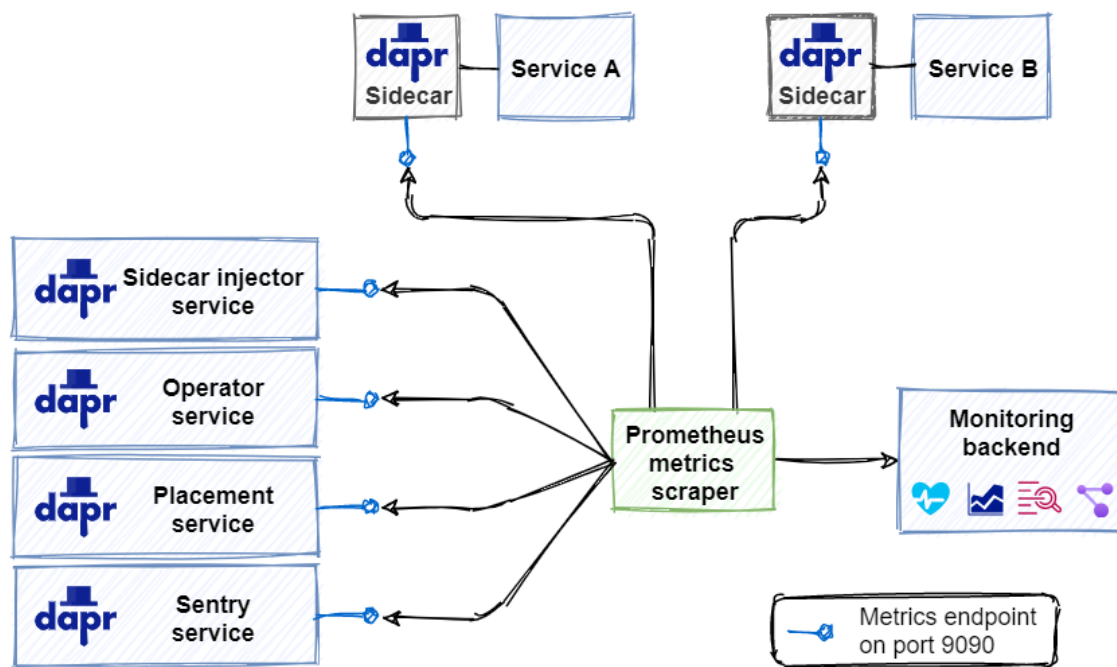 dapr
Sidecar
Service A
dapr
Sidecar
Service B
dapr
Sidecar injector
service
dapr
Operator
service
dapr
Placement
service
dapr
Sentry
service
Prometheus
metrics
scraper
Monitoring
backend
Metrics endpoint
on port 9090